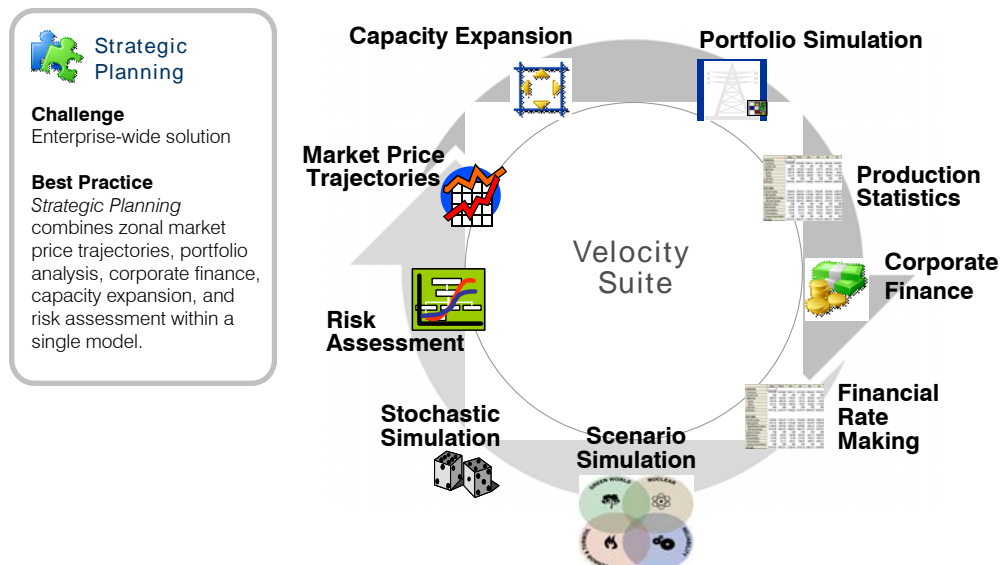 Strategic
Planning
Challenge
Enterprise-wide solution
Best Practice
Strategic Planning
combines zonal market
price trajectories, portfolio
analysis, corporate finance,
capacity expansion, and
risk assessment within a
single model.
Capacity Expansion
Portfolio Simulation
Market Price
Trajectories
Production
Statistics
Velocity
Suite
Corporate
Finance
Risk
Assessment
Financial
Rate
Making
Stochastic
Simulation
Scenario
Simulation
GREEN WORLD
NUCLEAR